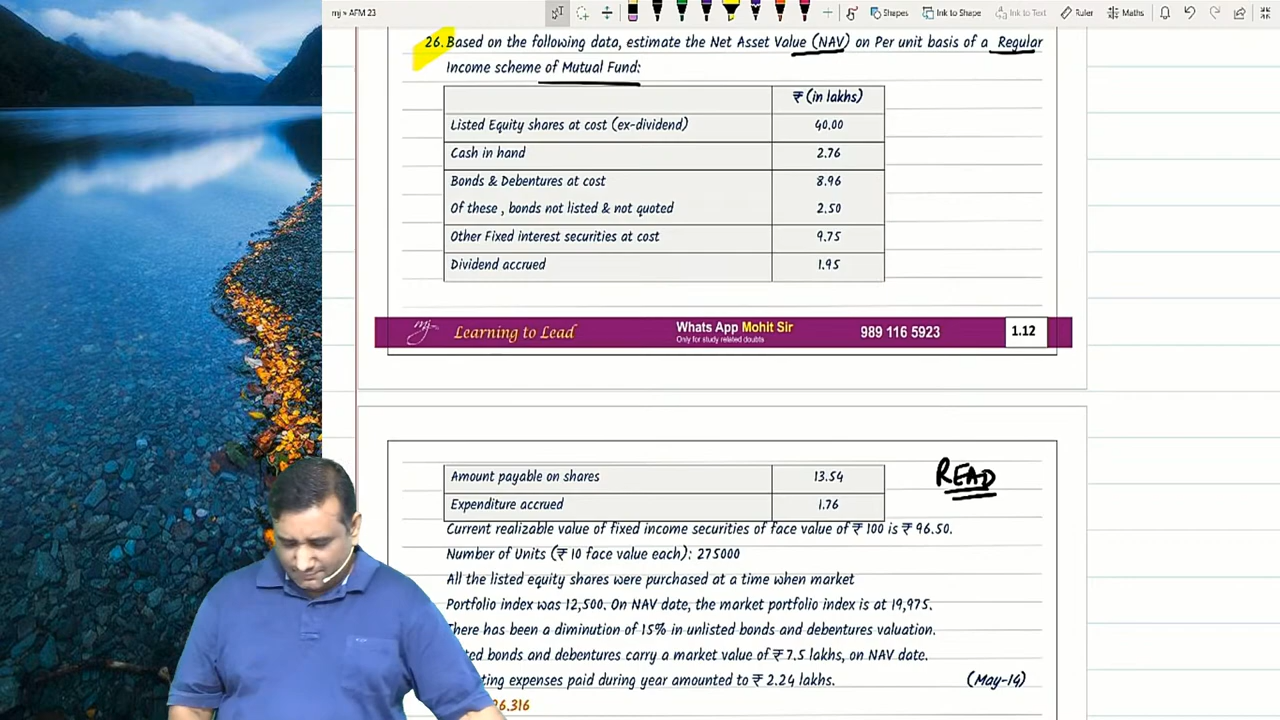 mj » AFM 23
Shapes Ink to Shape Ink to Text Ruler Maths
26. Based on the following data, estimate the Net Asset Value (NAV) on Per unit basis of a Regular
Income scheme of Mutual Fund:
₹ (in lakhs)
Listed Equity shares at cost (ex-dividend) 40.00
Cash in hand 2.76
Bonds & Debentures at cost 8.96
Of these , bonds not listed & not quoted 2.50
Other Fixed interest securities at cost 9.75
Dividend accrued 1.95
mj Learning to Lead Whats App Mohit Sir 989 116 5923 1.12
Only for study related doubts
Amount payable on shares 13.54
READ
Expenditure accrued 1.76
Current realizable value of fixed income securities of face value of ₹ 100 is ₹ 96.50.
Number of Units (₹ 10 face value each): 275000
All the listed equity shares were purchased at a time when market
Portfolio index was 12,500. On NAV date, the market portfolio index is at 19,975.
There has been a diminution of 15% in unlisted bonds and debentures valuation.
bonds and debentures carry a market value of ₹ 7.5 lakhs, on NAV date.
expenses paid during year amounted to ₹ 2.24 lakhs. (May-14)
6.316